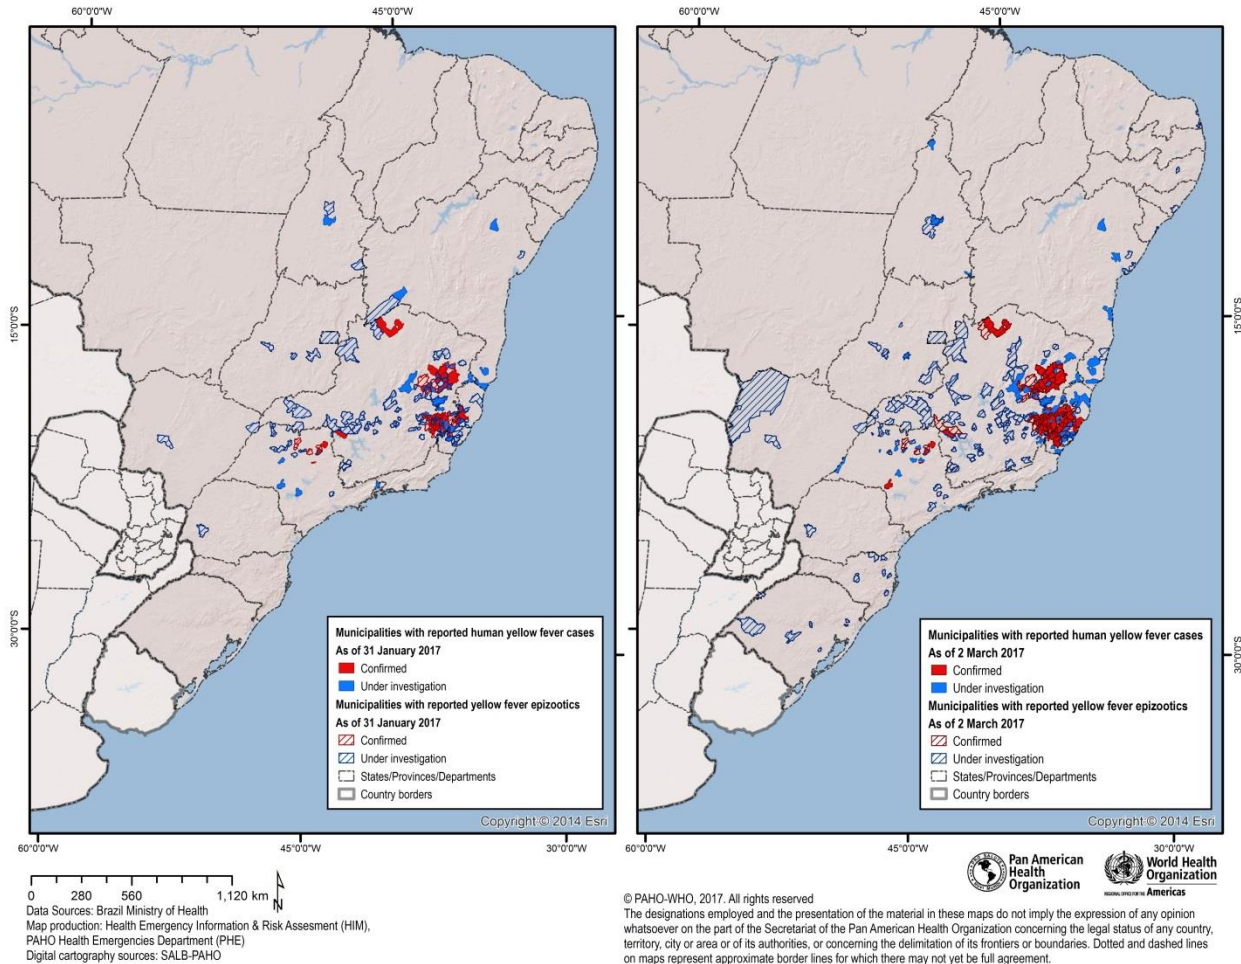 60°0'0"W
45°0'0"W
60°0'0"W
45°0'0"W
15°0'0"S
15°0'0"S
30°0'0"S
30°0'0"S
Municipalities with reported human yellow fever cases
As of 31 January 2017
Confirmed
Under investigation
Municipalities with reported yellow fever epizootics
As of 31 January 2017
Confirmed
Under investigation
States/Provinces/Departments
Country borders
Copyright:© 2014 Esri
Municipalities with reported human yellow fever cases
As of 2 March 2017
Confirmed
Under investigation
Municipalities with reported yellow fever epizootics
As of 2 March 2017
Confirmed
Under investigation
States/Provinces/Departments
Country borders
Copyright:© 2014 Esri
60°0'0"W
45°0'0"W
30°0'0"W
60°0'0"W
45°0'0"W
30°0'0"W
0 280 560 1,120 km
N
Data Sources: Brazil Ministry of Health
Map production: Health Emergency Information & Risk Assesment (HIM),
PAHO Health Emergencies Department (PHE)
Digital cartography sources: SALB-PAHO
Pan American
Health
Organization
World Health
Organization
REGIONAL OFFICE FOR THE Americas
© PAHO-WHO, 2017. All rights reserved
The designations employed and the presentation of the material in these maps do not imply the expression of any opinion
whatsoever on the part of the Secretariat of the Pan American Health Organization concerning the legal status of any country,
territory, city or area or of its authorities, or concerning the delimitation of its frontiers or boundaries. Dotted and dashed lines
on maps represent approximate border lines for which there may not yet be full agreement.